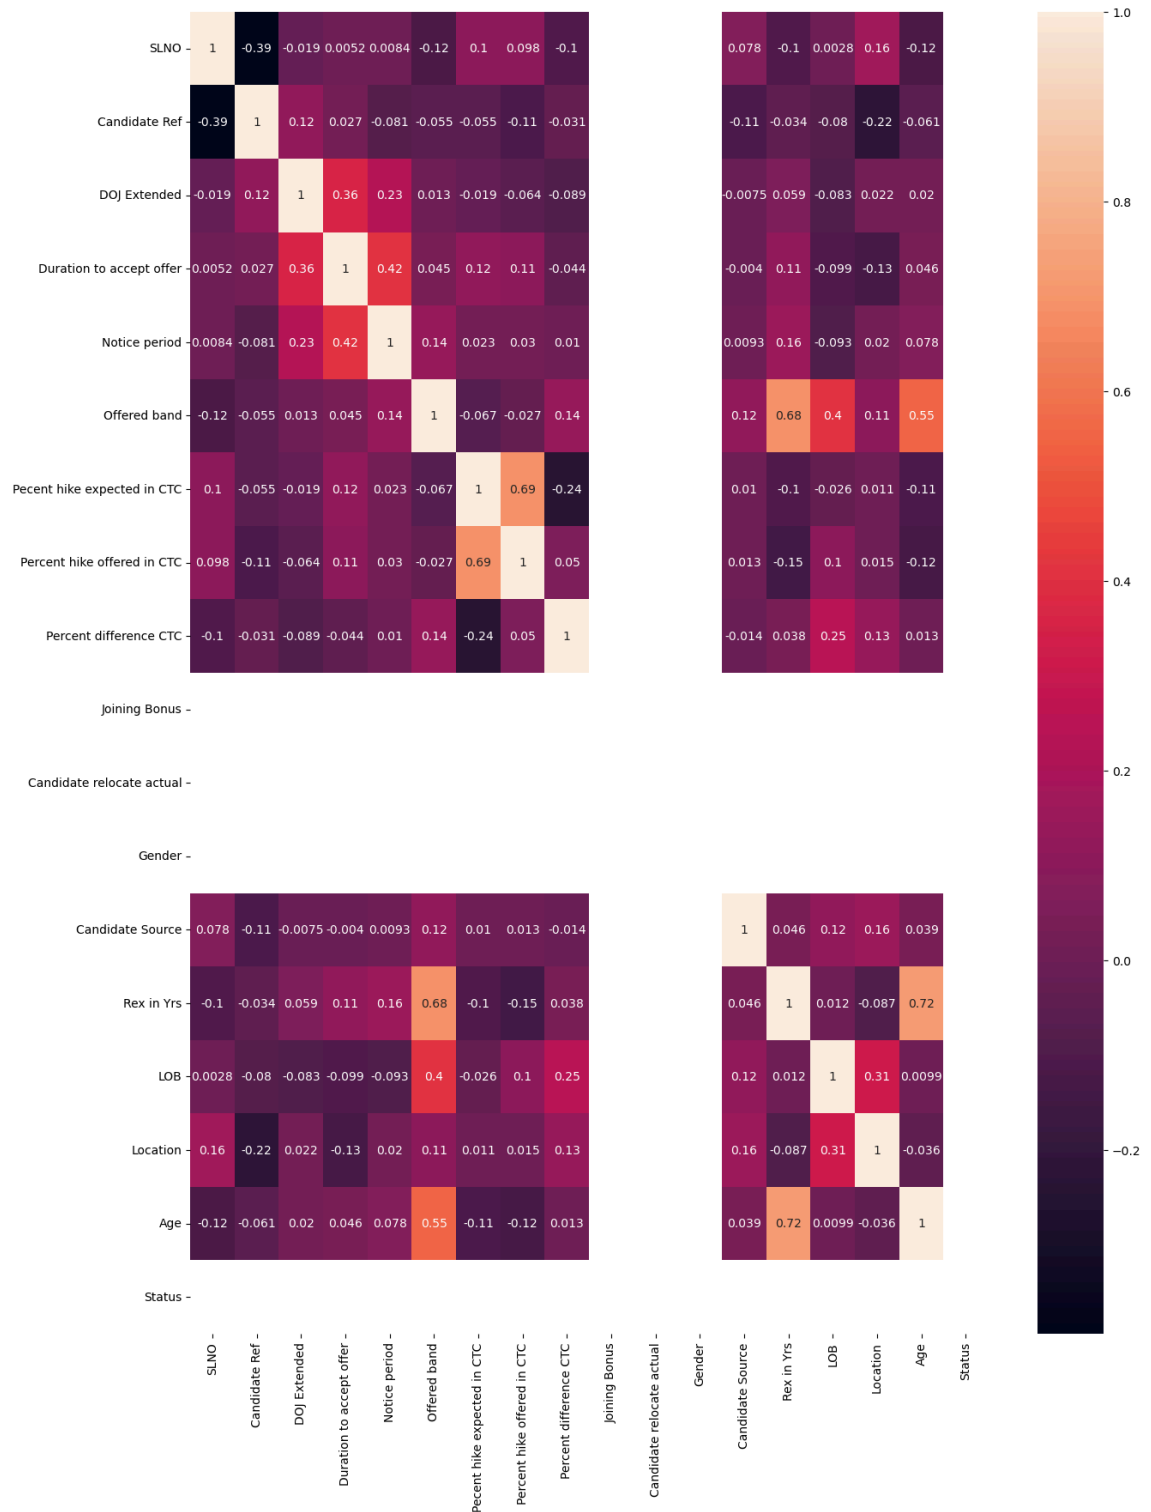 SLNO 1 -0.39 -0.019 0.0052 0.0084 -0.12 0.1 0.098 -0.1 0.078 -0.1 0.0028 0.16 -0.12
Candidate Ref -0.39 1 0.12 0.027 -0.081 -0.055 -0.055 -0.11 -0.031 -0.11 -0.034 -0.08 -0.22 -0.061
DOJ Extended -0.019 0.12 1 0.36 0.23 0.013 -0.019 -0.064 -0.089 -0.0075 0.059 -0.083 0.022 0.02
Duration to accept offer 0.0052 0.027 0.36 1 0.42 0.045 0.12 0.11 -0.044 -0.004 0.11 -0.099 -0.13 0.046
Notice period 0.0084 -0.081 0.23 0.42 1 0.14 0.023 0.03 0.01 0.0093 0.16 -0.093 0.02 0.078
Offered band -0.12 -0.055 0.013 0.045 0.14 1 -0.067 -0.027 0.14 0.12 0.68 0.4 0.11 0.55
Pecent hike expected in CTC 0.1 -0.055 -0.019 0.12 0.023 -0.067 1 0.69 -0.24 0.01 -0.1 -0.026 0.011 -0.11
Percent hike offered in CTC 0.098 -0.11 -0.064 0.11 0.03 -0.027 0.69 1 0.05 0.013 -0.15 0.1 0.015 -0.12
Percent difference CTC -0.1 -0.031 -0.089 -0.044 0.01 0.14 -0.24 0.05 1 -0.014 0.038 0.25 0.13 0.013
Joining Bonus
Candidate relocate actual
Gender
Candidate Source 0.078 -0.11 -0.0075 -0.004 0.0093 0.12 0.01 0.013 -0.014 1 0.046 0.12 0.16 0.039
Rex in Yrs -0.1 -0.034 0.059 0.11 0.16 0.68 -0.1 -0.15 0.038 0.046 1 0.012 -0.087 0.72
LOB 0.0028 -0.08 -0.083 -0.099 -0.093 0.4 -0.026 0.1 0.25 0.12 0.012 1 0.31 0.0099
Location 0.16 -0.22 0.022 -0.13 0.02 0.11 0.011 0.015 0.13 0.16 -0.087 0.31 1 -0.036
Age -0.12 -0.061 0.02 0.046 0.078 0.55 -0.11 -0.12 0.013 0.039 0.72 0.0099 -0.036 1
Status
SLNO
Candidate Ref
DOJ Extended
Duration to accept offer
Notice period
Offered band
Pecent hike expected in CTC
Percent hike offered in CTC
Percent difference CTC
Joining Bonus
Candidate relocate actual
Gender
Candidate Source
Rex in Yrs
LOB
Location
Age
Status
1.0
0.8
0.6
0.4
0.2
0.0
−0.2